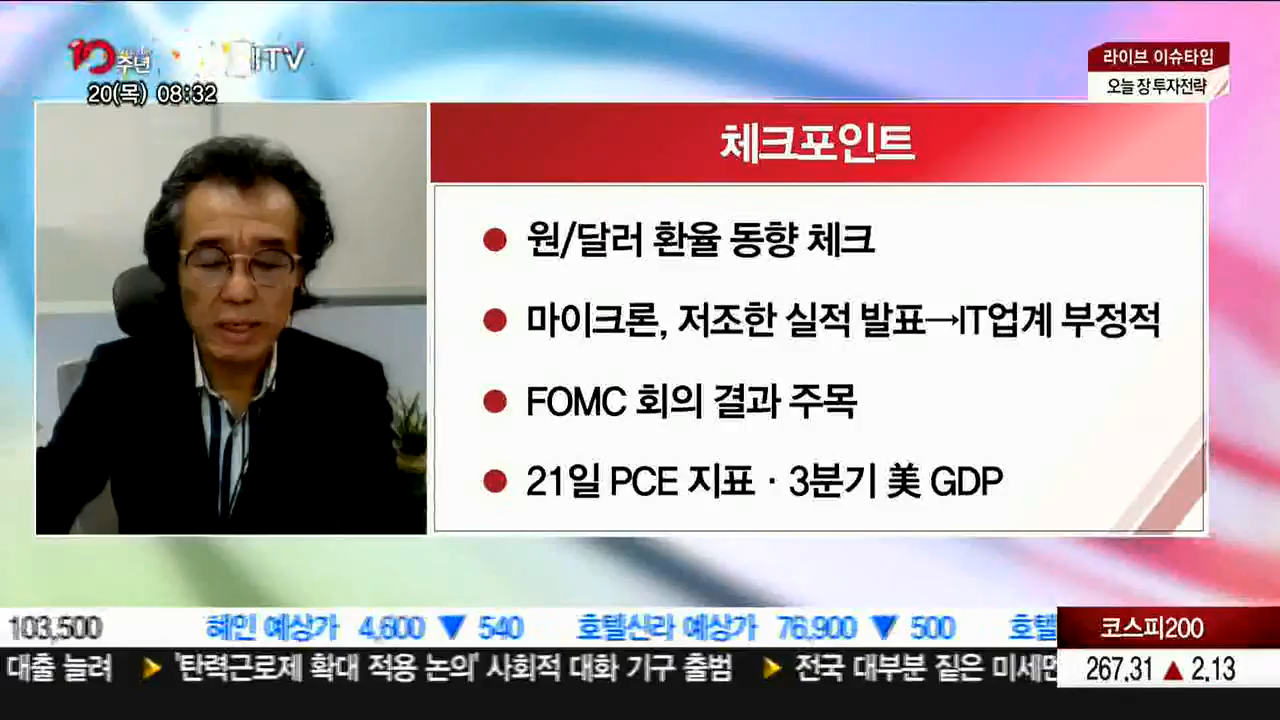 10주년
TV
20(목) 08:32
라이브 이슈타임
오늘 장 투자전략
체크포인트
원/달러 환율 동향 체크
마이크론, 저조한 실적 발표→IT업계 부정적
FOMC 회의 결과 주목
21일 PCE 지표 · 3분기 美 GDP
103,500 혜인 예상가 4,600 ▼ 540 호텔신라 예상가 76,900 ▼ 500 호텔
코스피200
대출 늘려 '탄력근로제 확대 적용 논의' 사회적 대화 기구 출범 전국 대부분 짙은 미세먼
267.31 ▲ 2.13